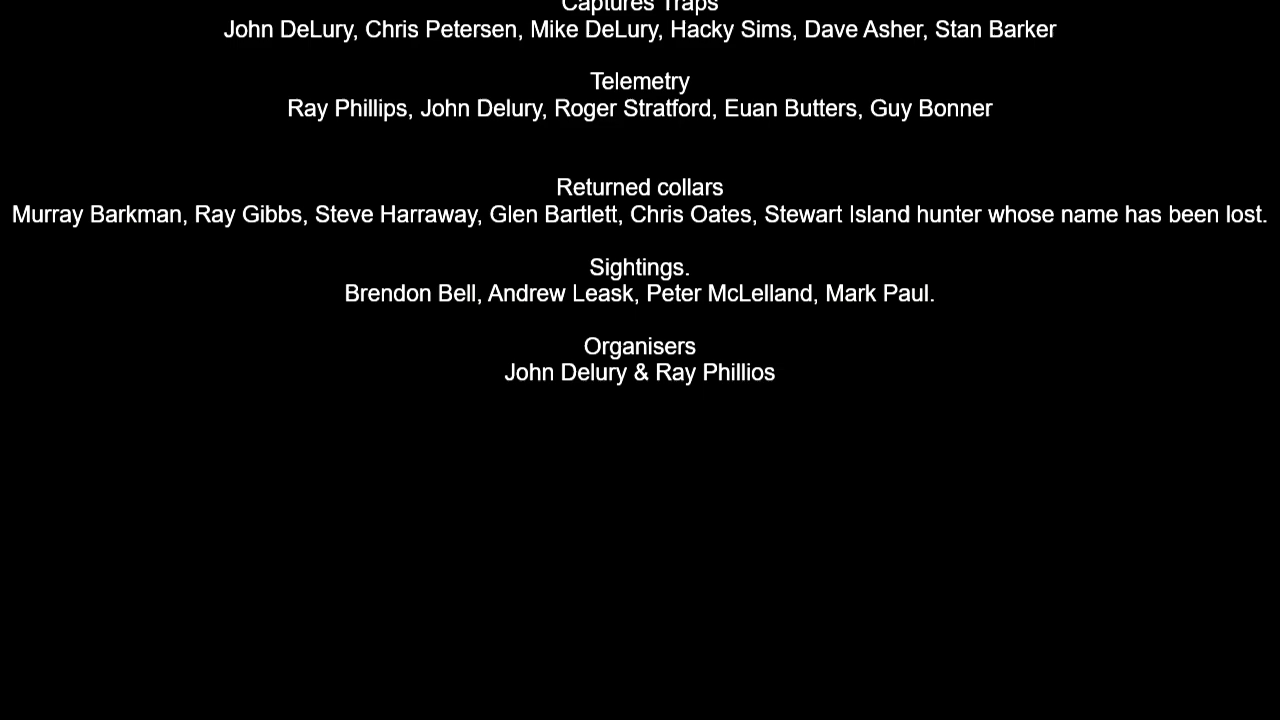 Captures Traps
John DeLury, Chris Petersen, Mike DeLury, Hacky Sims, Dave Asher, Stan Barker
Telemetry
Ray Phillips, John Delury, Roger Stratford, Euan Butters, Guy Bonner
Returned collars
Murray Barkman, Ray Gibbs, Steve Harraway, Glen Bartlett, Chris Oates, Stewart Island hunter whose name has been lost.
Sightings.
Brendon Bell, Andrew Leask, Peter McLelland, Mark Paul.
Organisers
John Delury & Ray Phillios